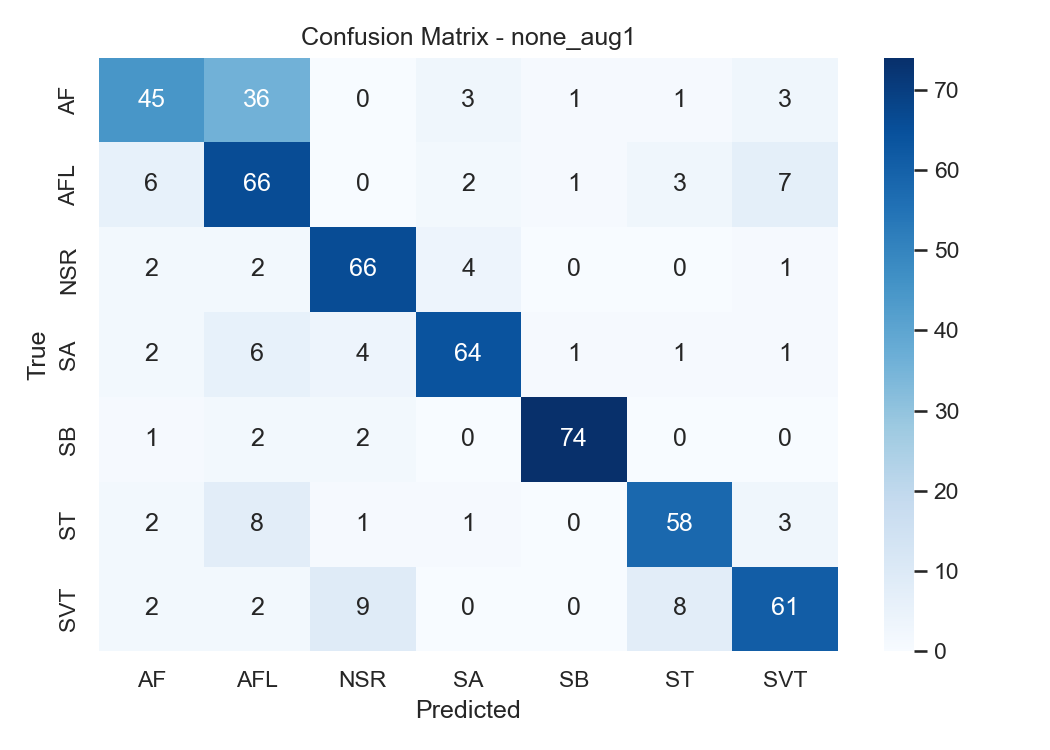 Confusion Matrix - none_aug1
AF 45 36 0 3 1 1 3
AFL 6 66 0 2 1 3 7
NSR 2 2 66 4 0 0 1
SA 2 6 4 64 1 1 1
SB 1 2 2 0 74 0 0
ST 2 8 1 1 0 58 3
SVT 2 2 9 0 0 8 61
AF AFL NSR SA SB ST SVT
Predicted
True
70
60
50
40
30
20
10
0